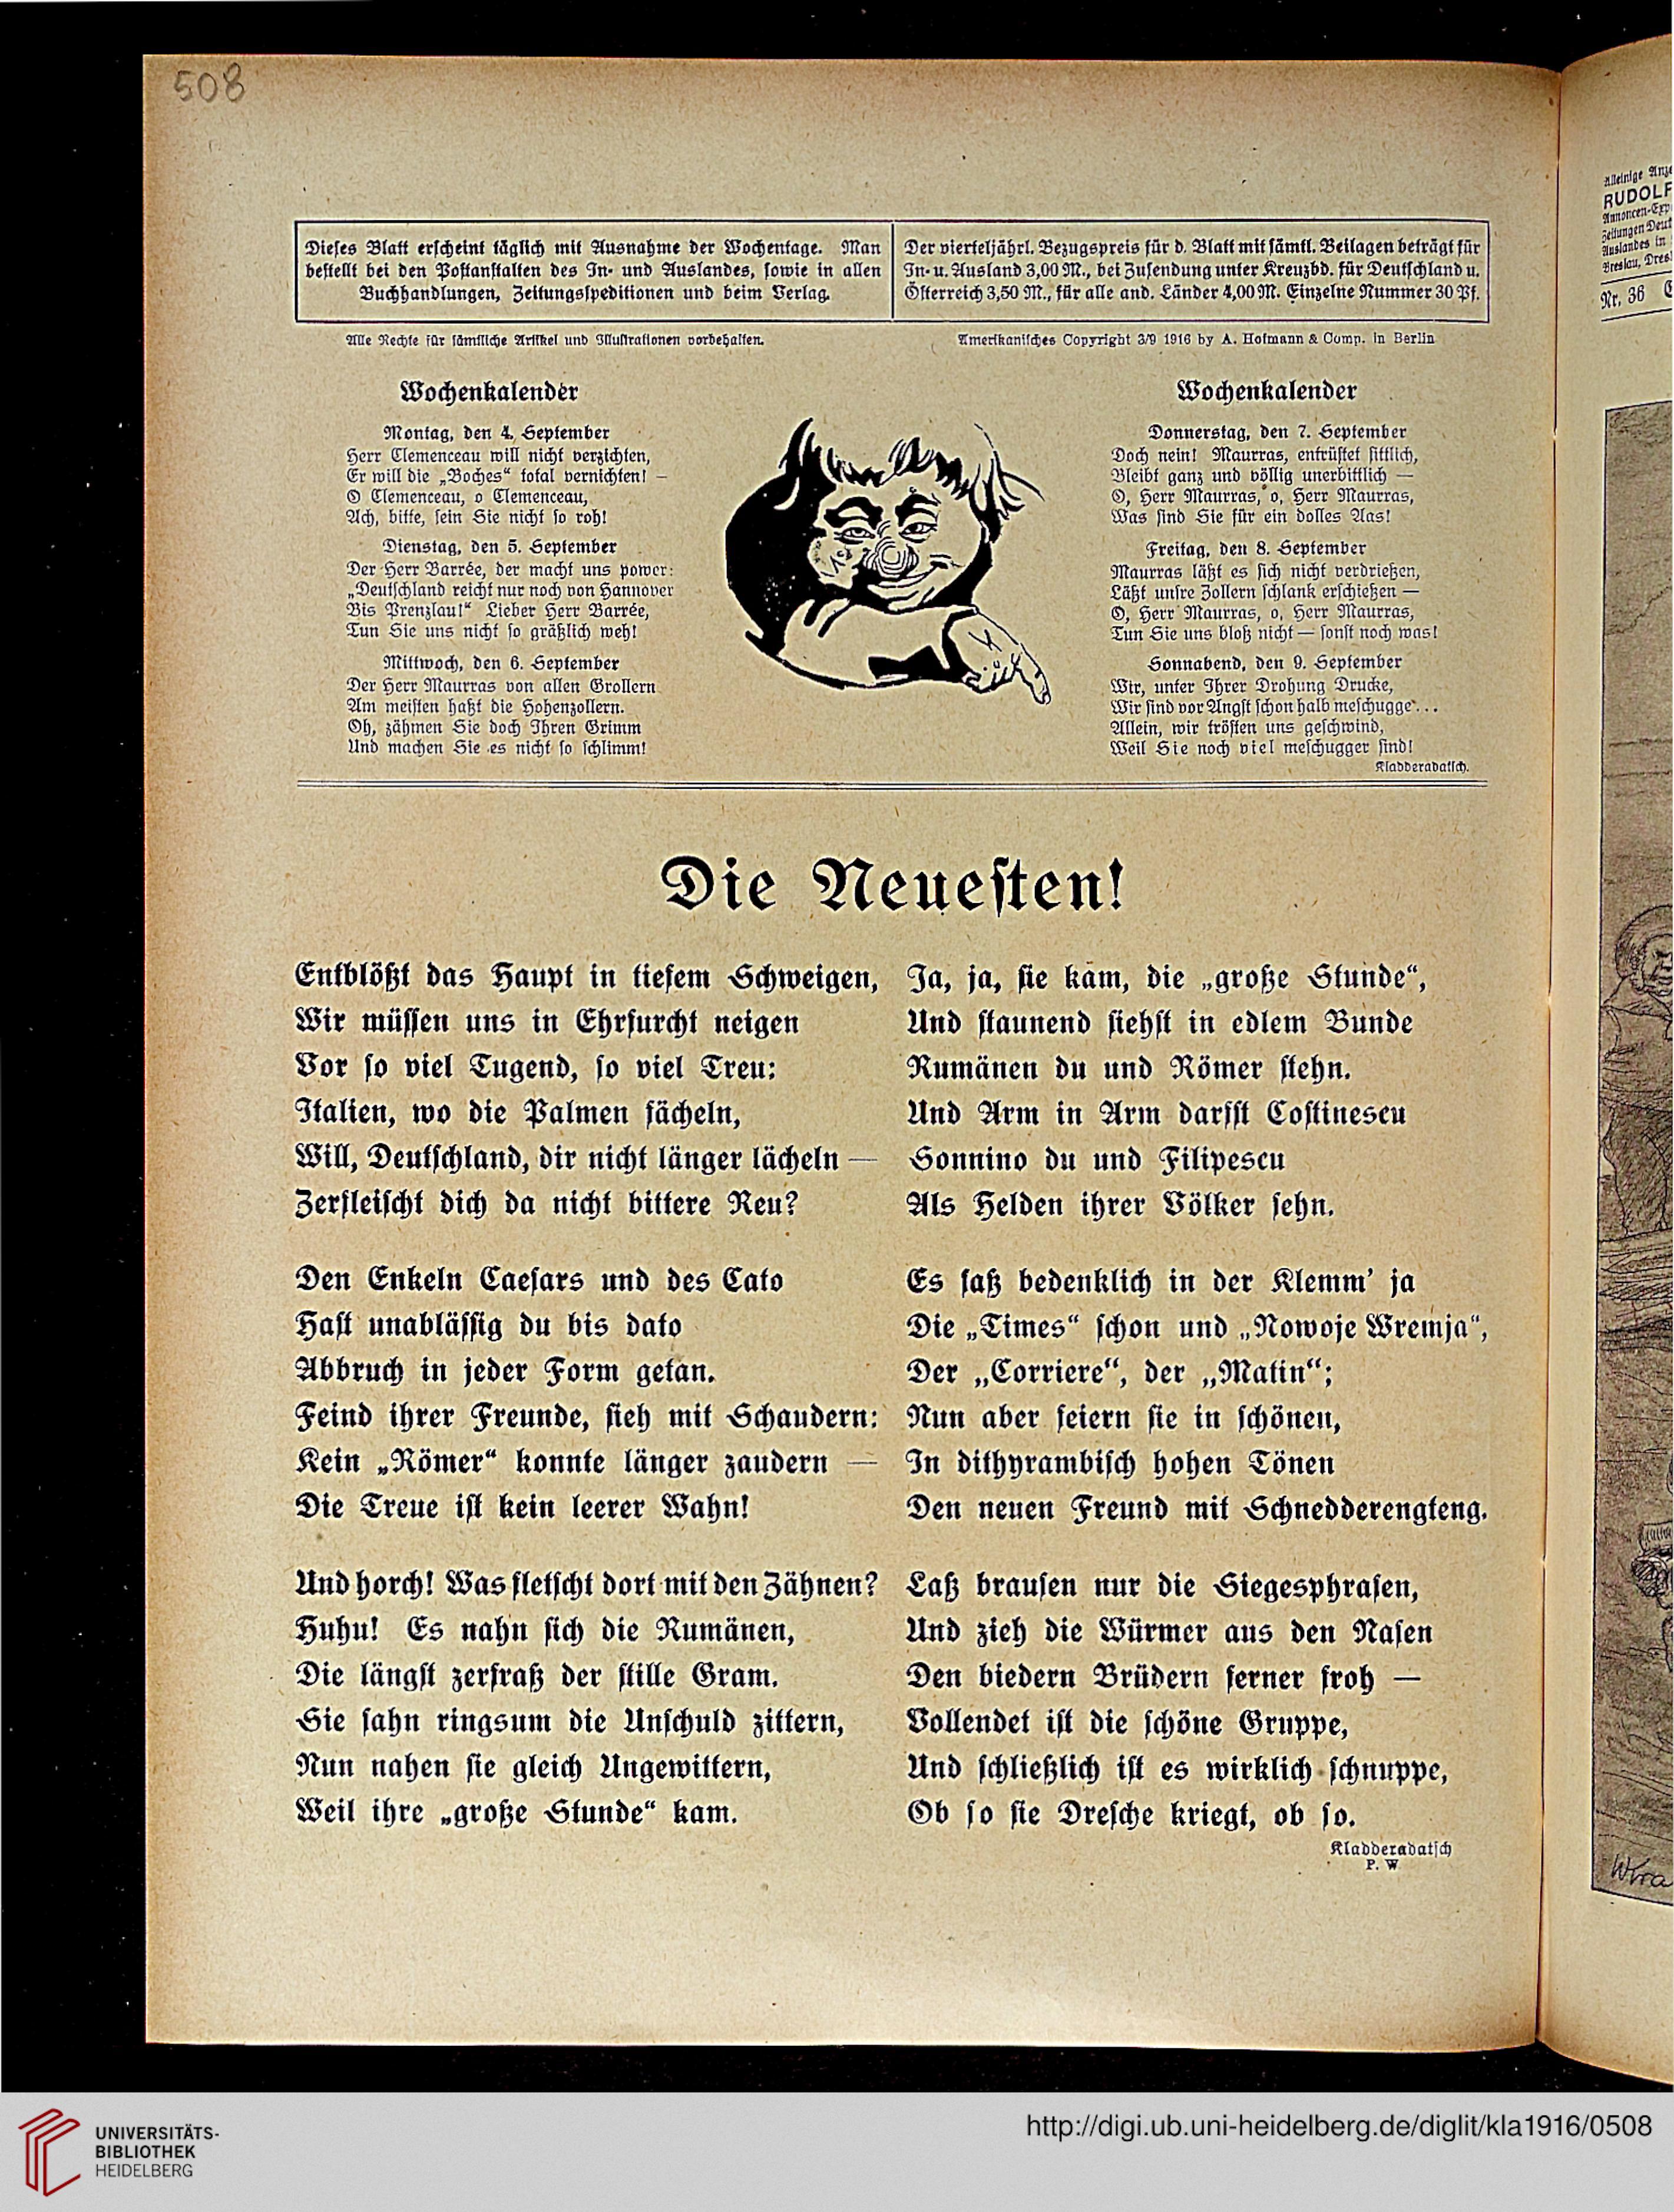 508
Dieses Blatt erscheint täglich mit Ausnahme der Wochentage. Man
bestellt bei den Postanstalten des In- und Auslandes, sowie in allen
Buchhandlungen, Zeitungsspeditionen und beim Verlag.
Der vierteljährl. Bezugspreis für d. Blatt mit sämtl. Beilagen beträgt für
In- u. Ausland 3,00 M., bei Zusendung unter Kreuzbd. für Deutschland u.
Österreich 3,50 M., für alle and. Länder 4,00 M. Einzelne Nummer 30 Pf.
Alle Rechte für sämtliche Artikel und Illustrationen vorbehalten.
Amerikanisches Copyright 3/9 1916 by A. Hofmann & Comp. in Berlin
Wochenkalender
Montag, den 4. September
Herr Clemenceau will nicht verzichten,
Er will die „Boches“ total vernichten! —
O Clemenceau, o Clemenceau,
Ach, bitte, sein Sie nicht so roh!
Dienstag, den 5. September
Der Herr Barrée, der macht uns power:
„Deutschland reicht nur noch von Hannover
Bis Prenzlau!“ Lieber Herr Barrée,
Tun Sie uns nicht so gräßlich weh!
Mittwoch, den 6. September
Der Herr Maurras von allen Grollern
Am meisten haßt die Hohenzollern.
Oh, zähmen Sie doch Ihren Grimm
Und machen Sie es nicht so schlimm!
Wochenkalender
Donnerstag, den 7. September
Doch nein! Maurras, entrüstet sittlich,
Bleibt ganz und völlig unerbittlich —
O, Herr Maurras, o, Herr Maurras,
Was sind Sie für ein dolles Aas!
Freitag, den 8. September
Maurras läßt es sich nicht verdrießen,
Läßt unsre Zollern schlank erschießen —
O, Herr Maurras, o, Herr Maurras,
Tun Sie uns bloß nicht — sonst noch was!
Sonnabend, den 9. September
Wir, unter Ihrer Drohung Drucke,
Wir sind vor Angst schon halb meschugge...
Allein, wir trösten uns geschwind,
Weil Sie noch viel meschugger sind!
Kladderadatsch.
Die Neuesten!
Entblößt das Haupt in tiefem Schweigen,
Wir müssen uns in Ehrfurcht neigen
Vor so viel Tugend, so viel Treu:
Italien, wo die Palmen fächeln,
Will, Deutschland, dir nicht länger lächeln —
Zerfleischt dich da nicht bittere Reu?
Den Enkeln Caesars und des Cato
Hast unablässig du bis dato
Abbruch in jeder Form getan.
Feind ihrer Freunde, sieh mit Schaudern:
Kein „Römer“ konnte länger zaudern —
Die Treue ist kein leerer Wahn!
Und horch! Was fletscht dort mit den Zähnen?
Huhu! Es nahn sich die Rumänen,
Die längst zerfraß der stille Gram.
Sie sahn ringsum die Unschuld zittern,
Nun nahen sie gleich Ungewittern,
Weil ihre „große Stunde“ kam.
Ja, ja, sie kam, die „große Stunde“,
Und staunend siehst in edlem Bunde
Rumänen du und Römer stehn.
Und Arm in Arm darfst Costinescu
Sonnino du und Filipescu
Als Helden ihrer Völker sehn.
Es saß bedenklich in der Klemm' ja
Die „Times“ schon und „Nowoje Wremja“,
Der „Corriere“, der „Matin“;
Nun aber feiern sie in schönen,
In dithyrambisch hohen Tönen
Den neuen Freund mit Schnedderengteng.
Laß brausen nur die Siegesphrasen,
Und zieh die Würmer aus den Nasen
Den biedern Brüdern ferner froh —
Vollendet ist die schöne Gruppe,
Und schließlich ist es wirklich schnuppe,
Ob so sie Dresche kriegt, ob so.
Kladderadatsch
P. W.
Alleinige
RUDOLF
Nr. 36
UNIVERSITÄTS-
BIBLIOTHEK
HEIDELBERG
http://digi.ub.uni-heidelberg.de/diglit/kla1916/0508